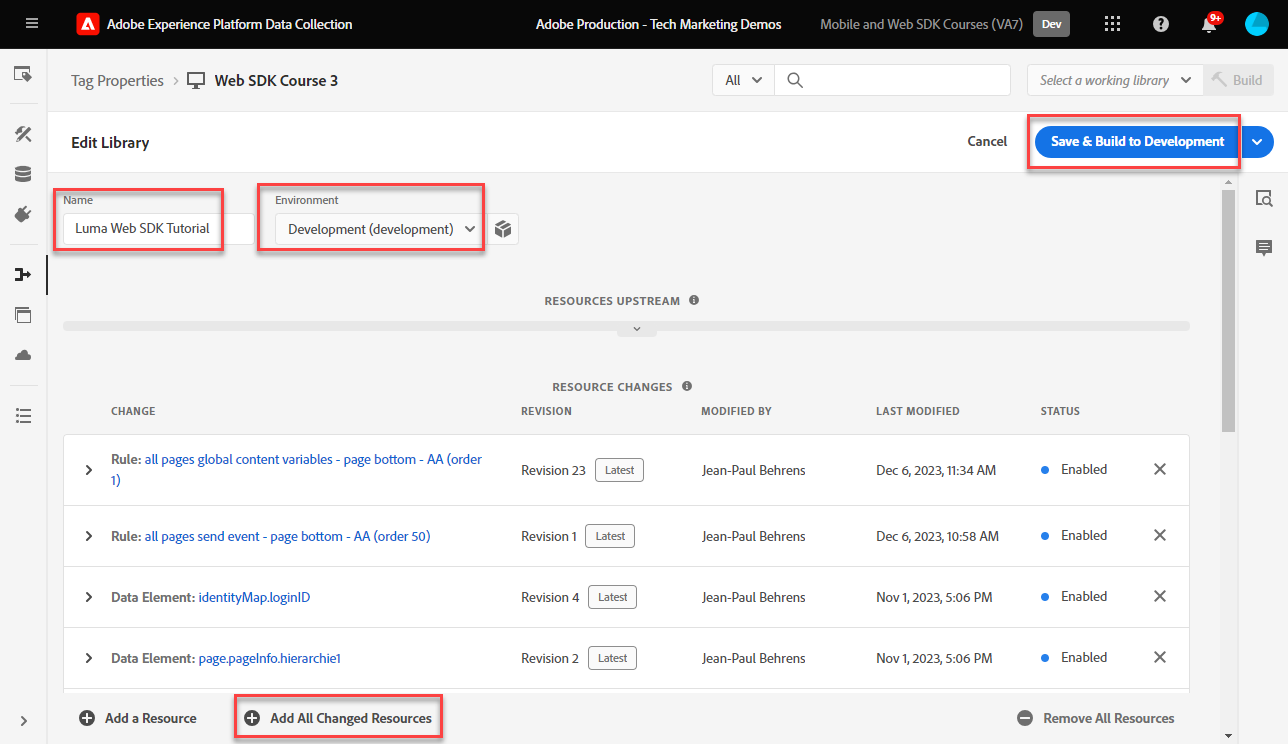 Adobe Experience Platform Data Collection
Adobe Production - Tech Marketing Demos
Mobile and Web SDK Courses (VA7)
Dev
9+
Tag Properties
Web SDK Course 3
All
Select a working library
Build
Edit Library
Cancel
Save & Build to Development
Name
Environment
Luma Web SDK Tutorial
Development (development)
RESOURCES UPSTREAM
RESOURCE CHANGES
CHANGE REVISION MODIFIED BY LAST MODIFIED STATUS
Rule: all pages global content variables - page bottom - AA (order
1)
Revision 23 Latest Jean-Paul Behrens Dec 6, 2023, 11:34 AM Enabled
Rule: all pages send event - page bottom - AA (order 50) Revision 1 Latest Jean-Paul Behrens Dec 6, 2023, 10:58 AM Enabled
Data Element: identityMap.loginID Revision 4 Latest Jean-Paul Behrens Nov 1, 2023, 5:06 PM Enabled
Data Element: page.pageInfo.hierarchie1 Revision 2 Latest Jean-Paul Behrens Nov 1, 2023, 5:06 PM Enabled
Add a Resource
Add All Changed Resources
Remove All Resources